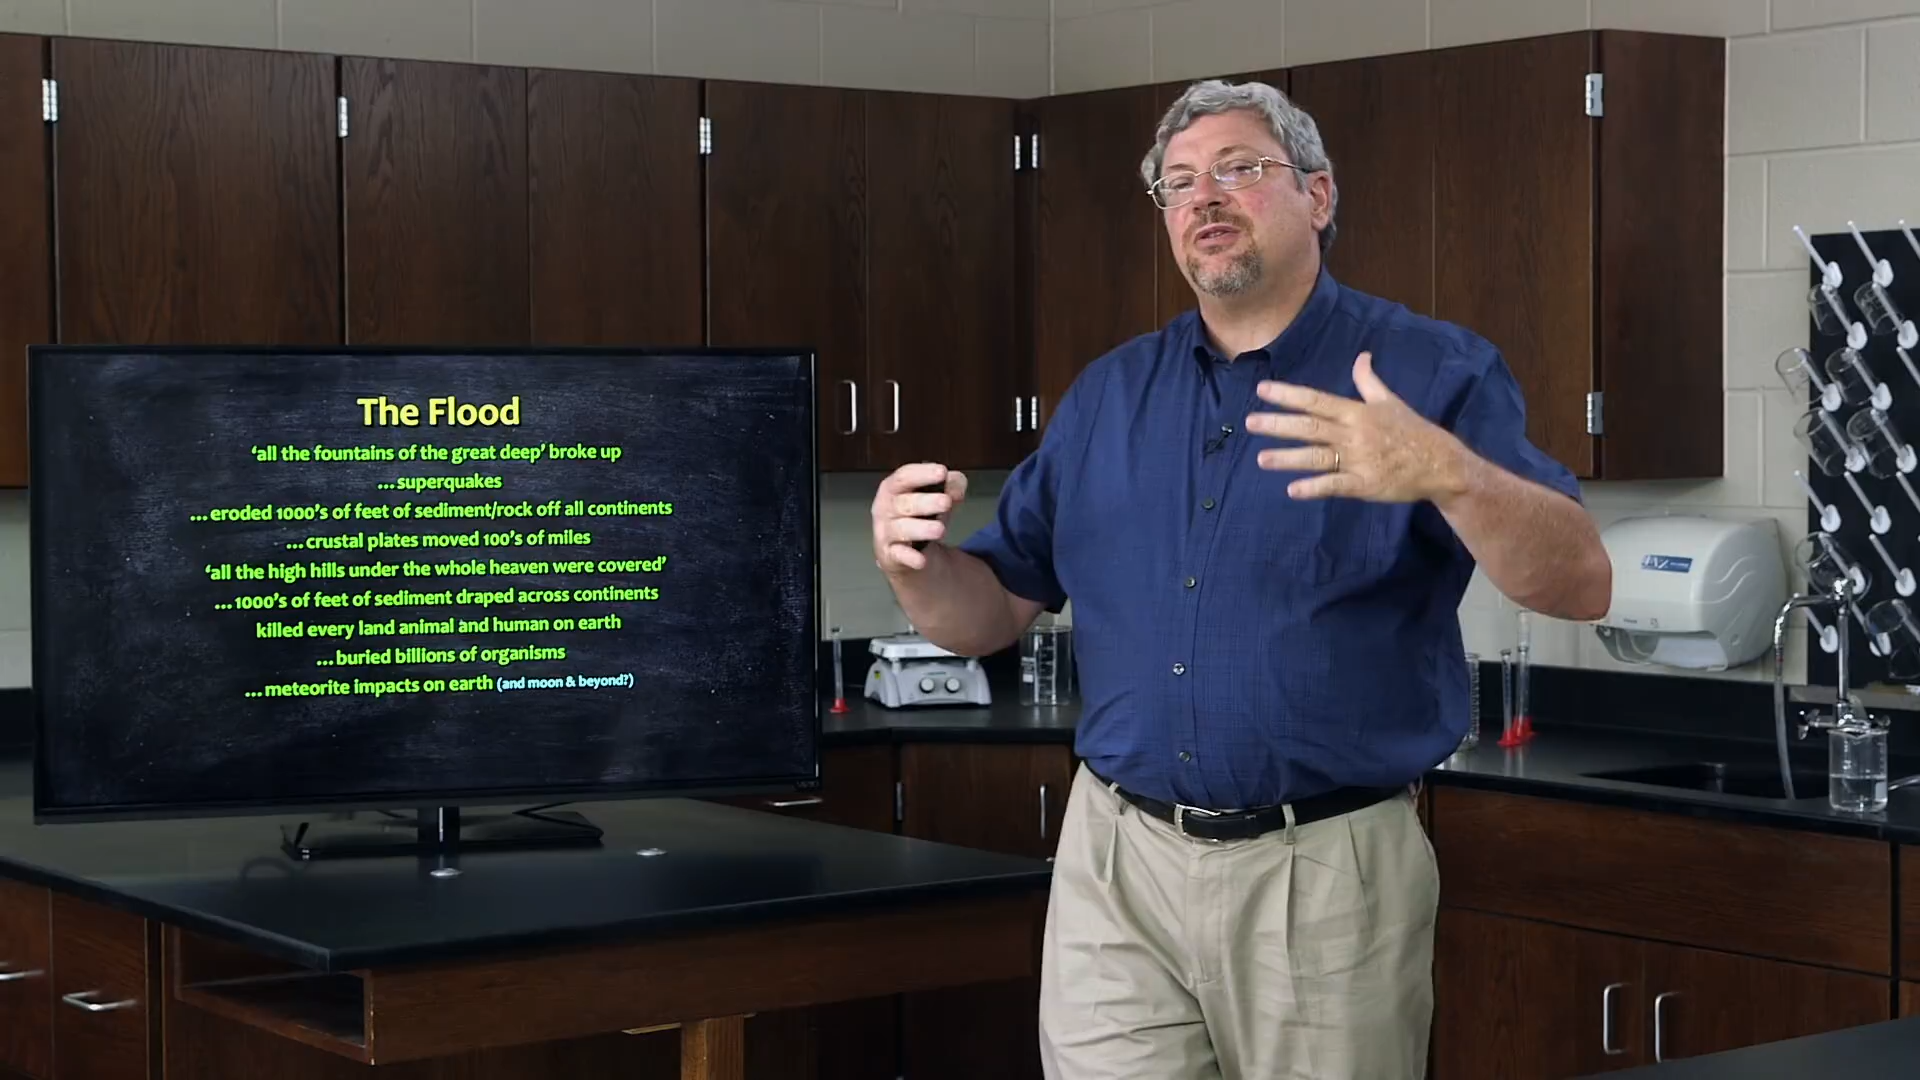 The Flood
‘all the fountains of the great deep’ broke up
...superquakes
...eroded 1000’s of feet of sediment/rock off all continents
...crustal plates moved 100’s of miles
‘all the high hills under the whole heaven were covered’
...1000’s of feet of sediment draped across continents
killed every land animal and human on earth
...buried billions of organisms
...meteorite impacts on earth (and moon & beyond?)